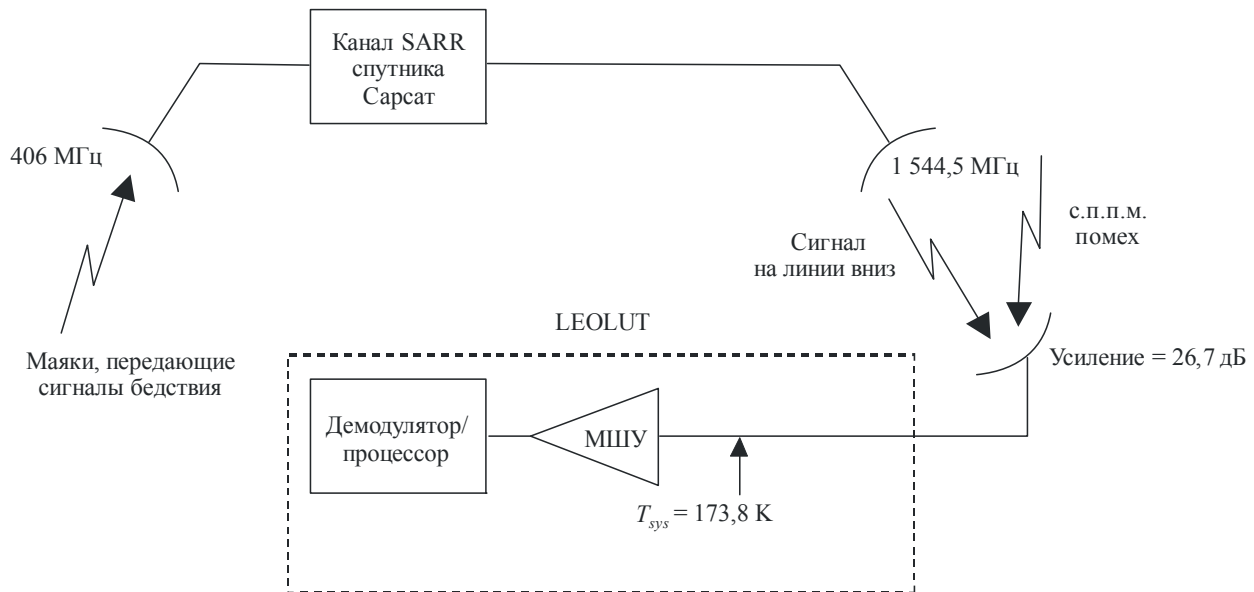 Канал SARR
спутника
Сарсат
406 МГц
1 544,5 МГц
с.п.п.м.
помех
Сигнал
на линии вниз
LEOLUT
Маяки, передающие
сигналы бедствия
Усиление = 26,7 дБ
Демодулятор/
процессор
МШУ
Tsys = 173,8 K